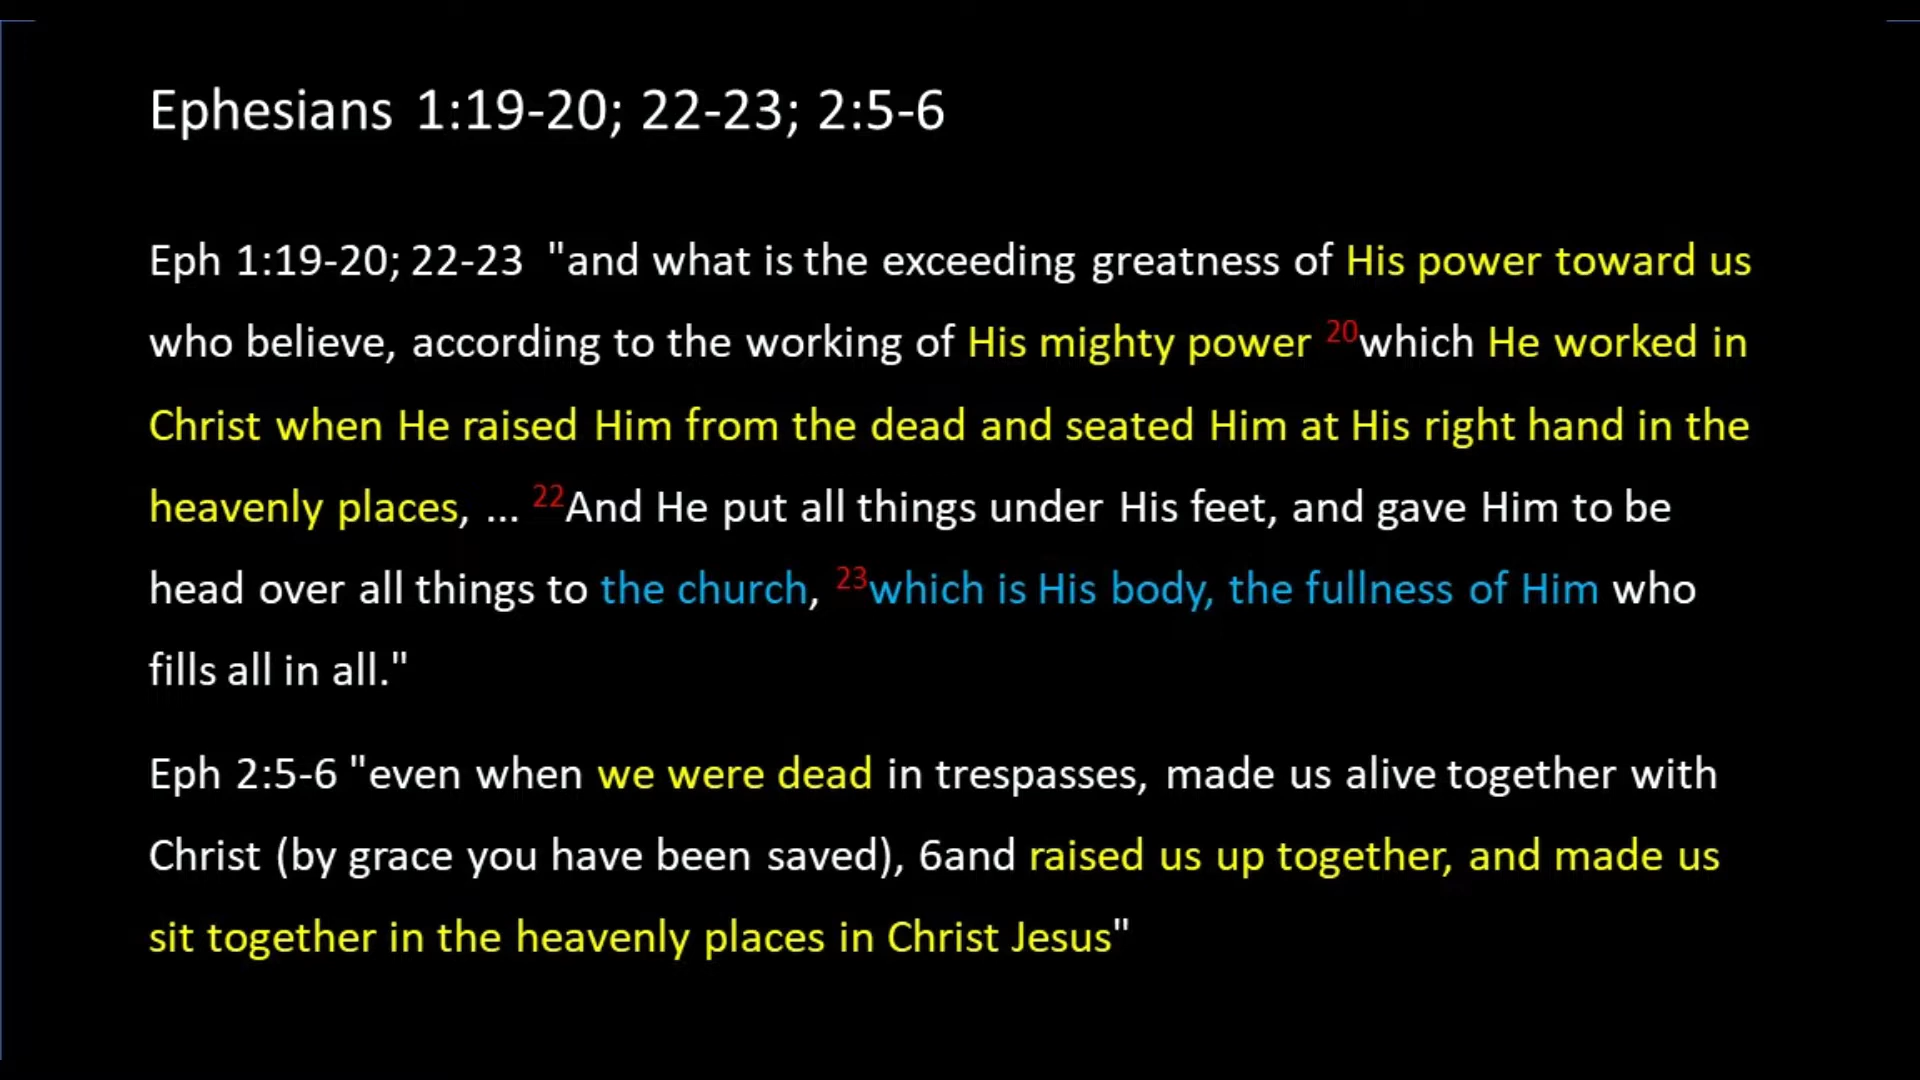 Ephesians 1:19-20; 22-23; 2:5-6
Eph 1:19-20; 22-23 "and what is the exceeding greatness of His power toward us
who believe, according to the working of His mighty power 20which He worked in
Christ when He raised Him from the dead and seated Him at His right hand in the
heavenly places, ... 22And He put all things under His feet, and gave Him to be
head over all things to the church, 23which is His body, the fullness of Him who
fills all in all."
Eph 2:5-6 "even when we were dead in trespasses, made us alive together with
Christ (by grace you have been saved), 6and raised us up together, and made us
sit together in the heavenly places in Christ Jesus"